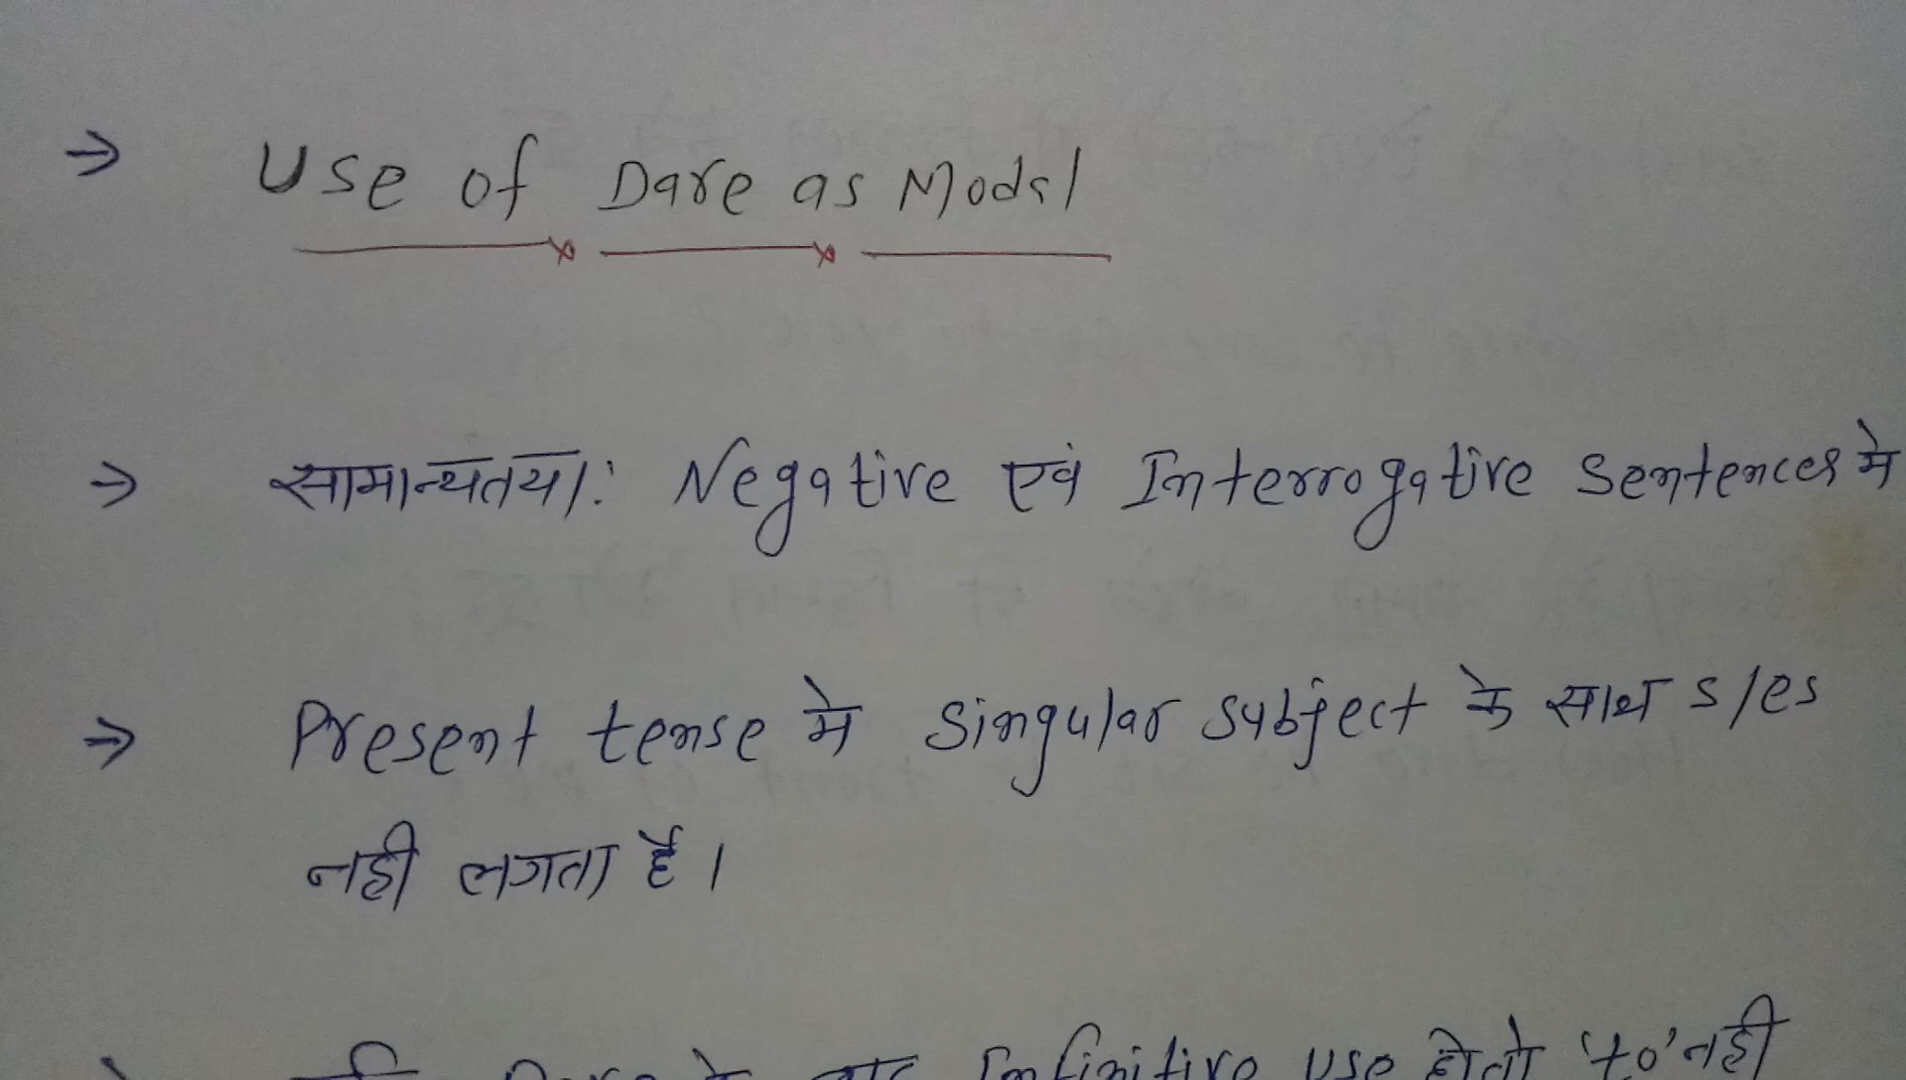 → Use of Dare as Modal
→ सामान्यतया: Negative एवं Interrogative Sentences मे
→ Present tense मे Singular Subject के साथ s/es
नही लगता है।
Dare के बाद Infinitive use हो तो 'to' नही